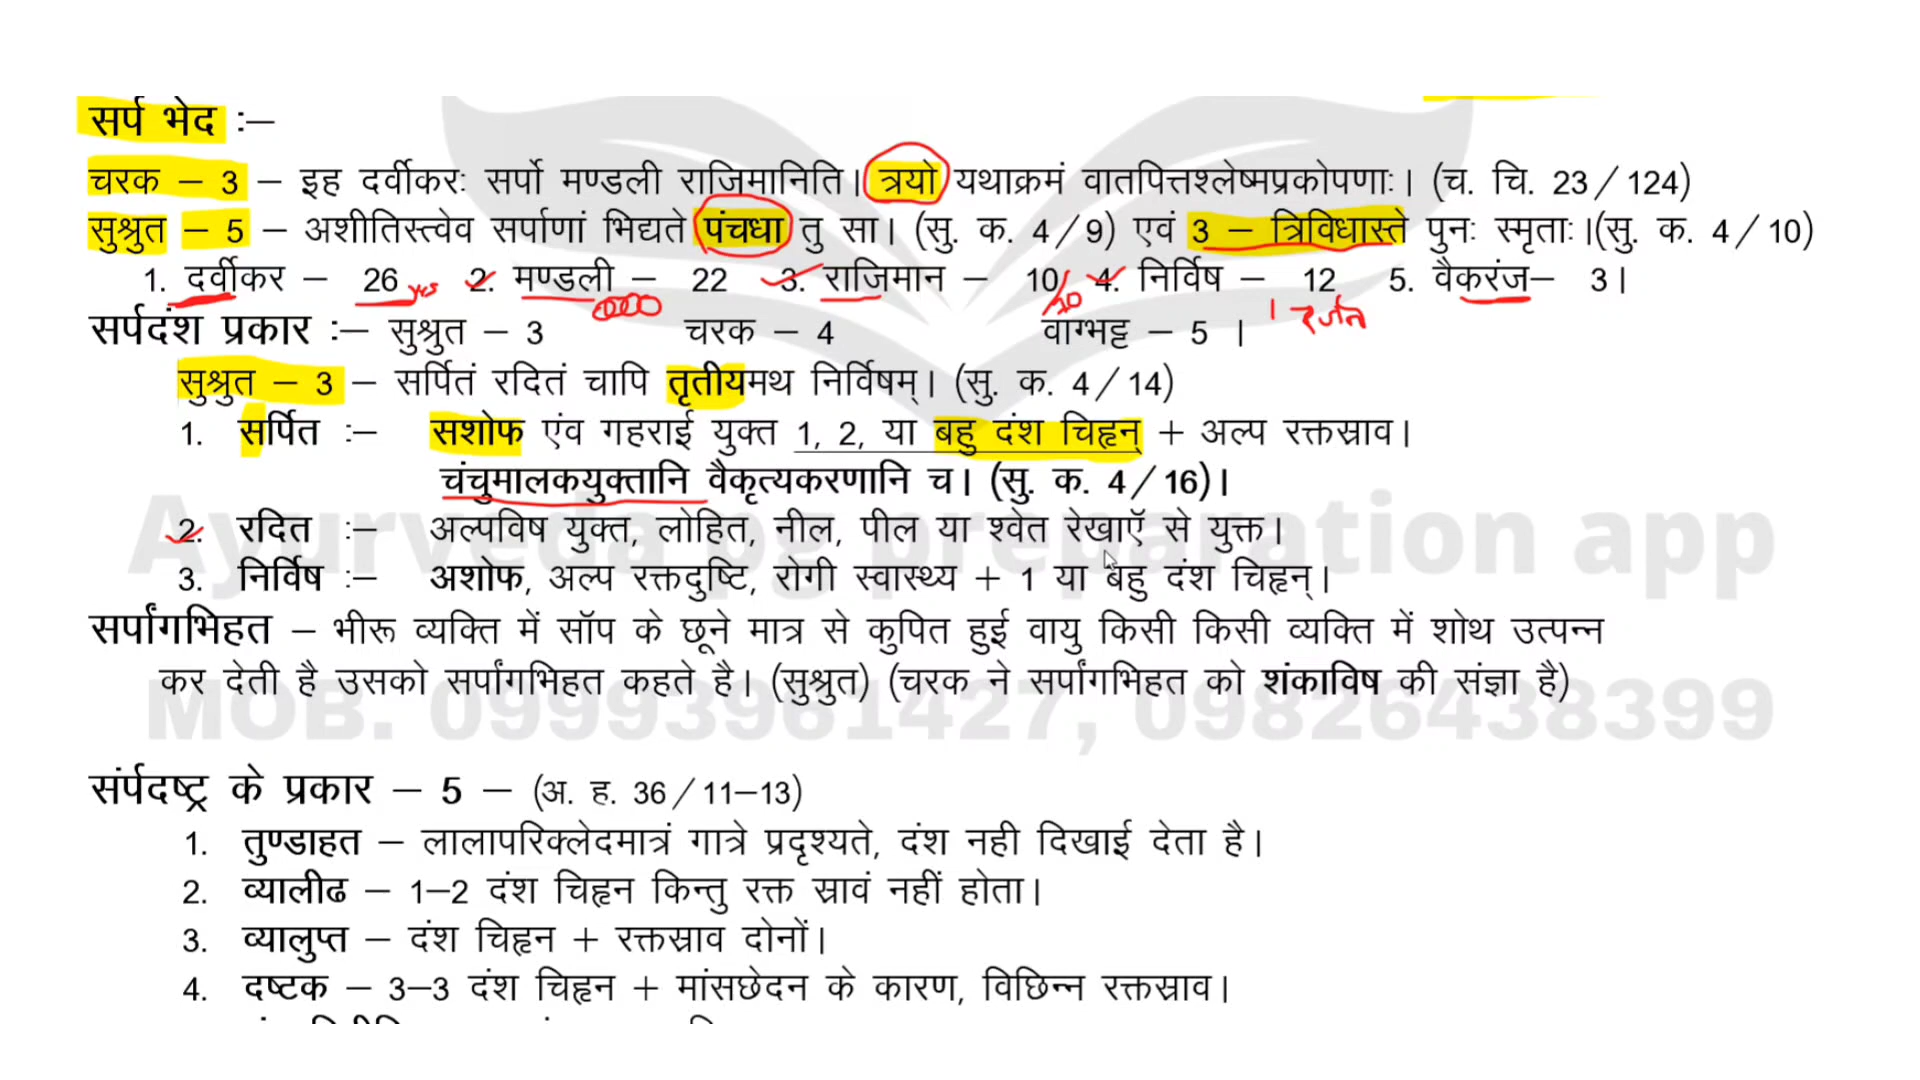 सर्प भेद :–
चरक – 3 – इह दर्वीकरः सर्पो मण्डली राजिमानिति। त्रयो यथाक्रमं वातपित्तश्लेष्मप्रकोपणाः। (च. चि. 23/124)
सुश्रुत – 5 – अशीतिस्त्वेव सर्पाणां भिद्यते पंचधा तु सा। (सु. क. 4/9) एवं 3 – त्रिविधास्ते पुनः स्मृताः।(सु. क. 4/10)
1. दर्वीकर – 26 2. मण्डली – 22 3. राजिमान – 10 4. निर्विष – 12 5. वैकरंज– 3।
सर्पदंश प्रकार :– सुश्रुत – 3 चरक – 4 वाग्भट्ट – 5 ।
सुश्रुत – 3 – सर्पितं रदितं चापि तृतीयमथ निर्विषम्। (सु. क. 4/14)
1. सर्पित :– सशोफ एंव गहराई युक्त 1, 2, या बहु दंश चिह्नन् + अल्प रक्तस्राव।
चंचुमालकयुक्तानि वैकृत्यकरणानि च। (सु. क. 4/16)।
2. रदित :– अल्पविष युक्त, लोहित, नील, पील या श्वेत रेखाऍ से युक्त।
3. निर्विष :– अशोफ, अल्प रक्तदुष्टि, रोगी स्वास्थ्य + 1 या बहु दंश चिह्नन्।
सर्पांगभिहत – भीरू व्यक्ति में सॉप के छूने मात्र से कुपित हुई वायु किसी किसी व्यक्ति में शोथ उत्पन्न
कर देती है उसको सर्पांगभिहत कहते है। (सुश्रुत) (चरक ने सर्पांगभिहत को शंकाविष की संज्ञा है)
संर्पदष्ट्र के प्रकार – 5 – (अ. ह. 36/11–13)
1. तुण्डाहत – लालापरिक्लेदमात्रं गात्रे प्रदृश्यते, दंश नही दिखाई देता है।
2. व्यालीढ – 1–2 दंश चिह्नन किन्तु रक्त स्रावं नहीं होता।
3. व्यालुप्त – दंश चिह्नन + रक्तस्राव दोनों।
4. दष्टक – 3–3 दंश चिह्नन + मांसछेदन के कारण, विछिन्न रक्तस्राव।
Ayurveda pg preparation app
MOB. 09993961427, 09826438399